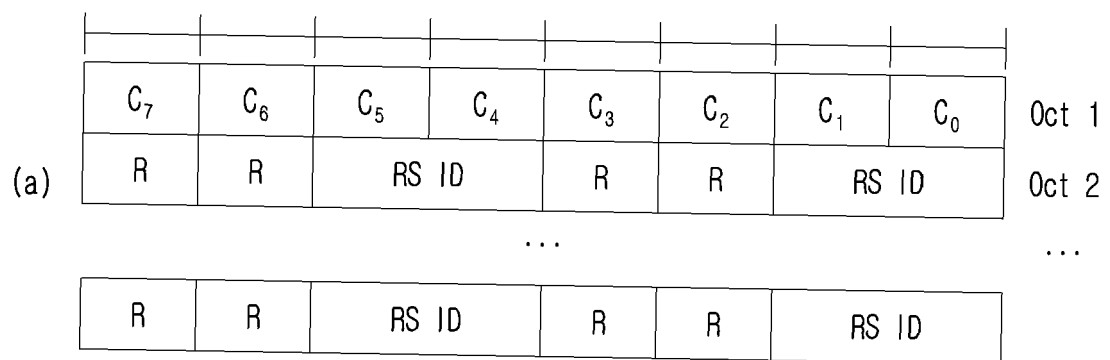 C₇ C₆ C₅ C₄ C₃ C₂ C₁ C₀ Oct 1
(a) R R RS ID R R RS ID Oct 2
... ...
R R RS ID R R RS ID